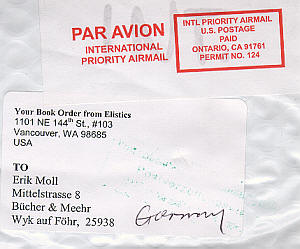 PAR AVION
INTERNATIONAL
PRIORITY AIRMAIL
INTL PRIORITY AIRMAIL
U.S. POSTAGE
PAID
ONTARIO, CA 91761
PERMIT NO. 124
Your Book Order from Elistics
1101 NE 144th St., #103
Vancouver, WA 98685
USA
TO
Erik Moll
Mittelstrasse 8
Bücher & Meehr
Wyk auf Föhr, 25938
Germany